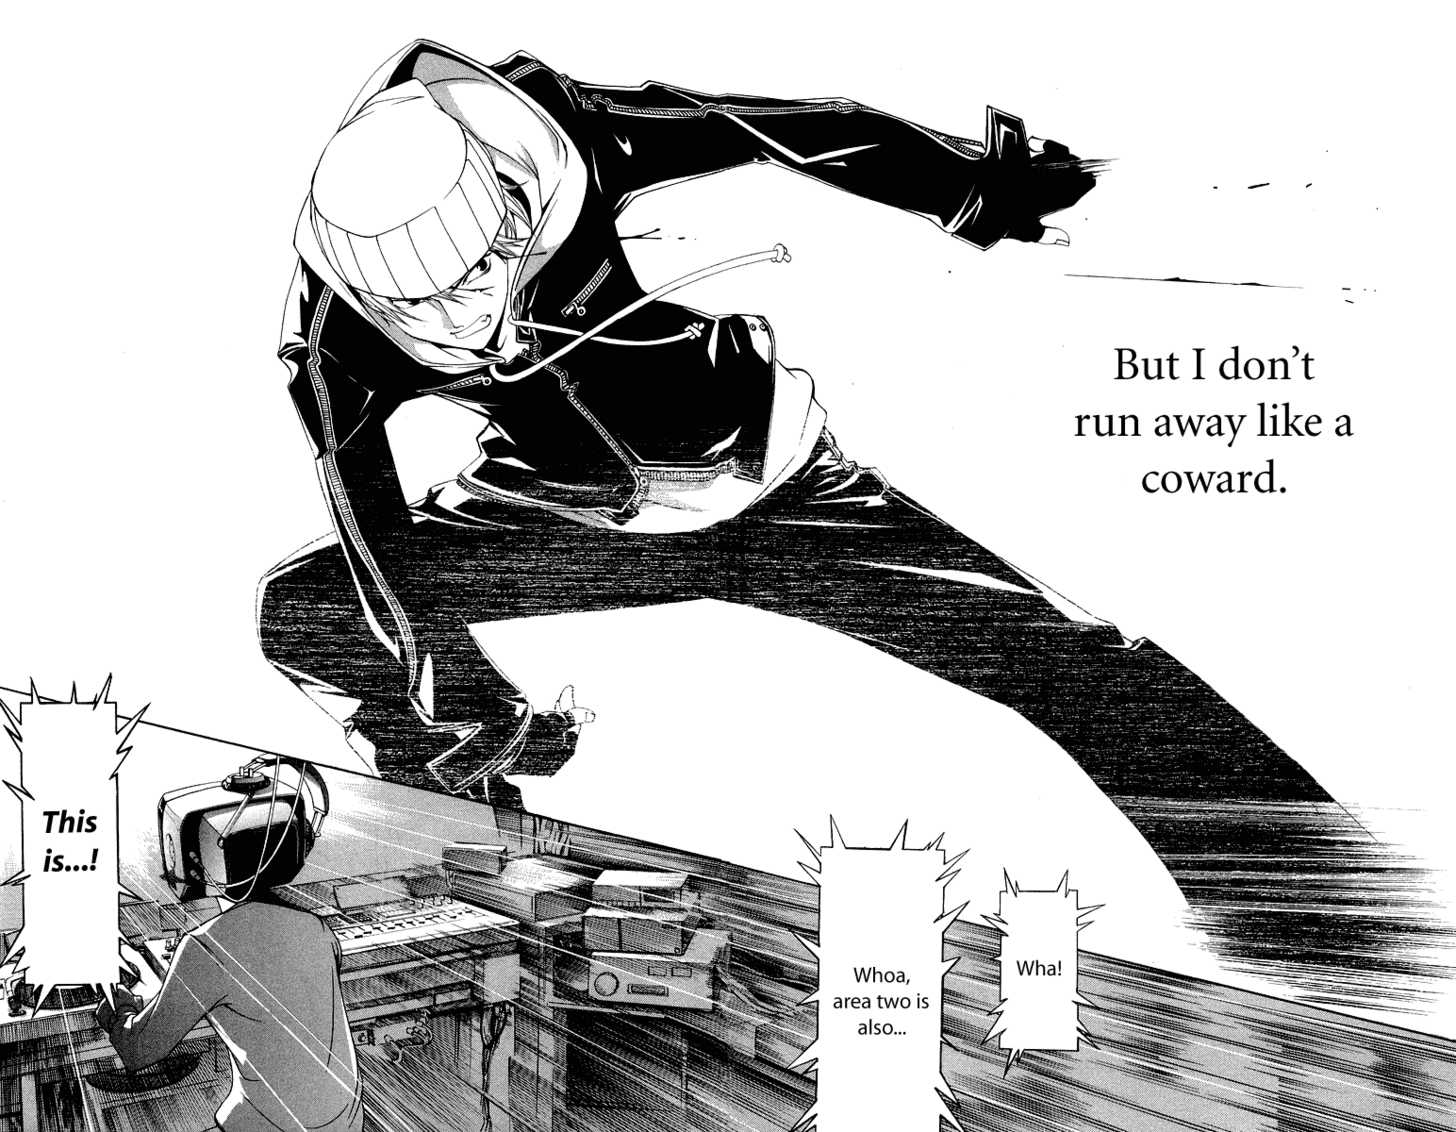 But I don't
run away like a
coward.
Wha!
Whoa,
area two is
also...
This
is....!